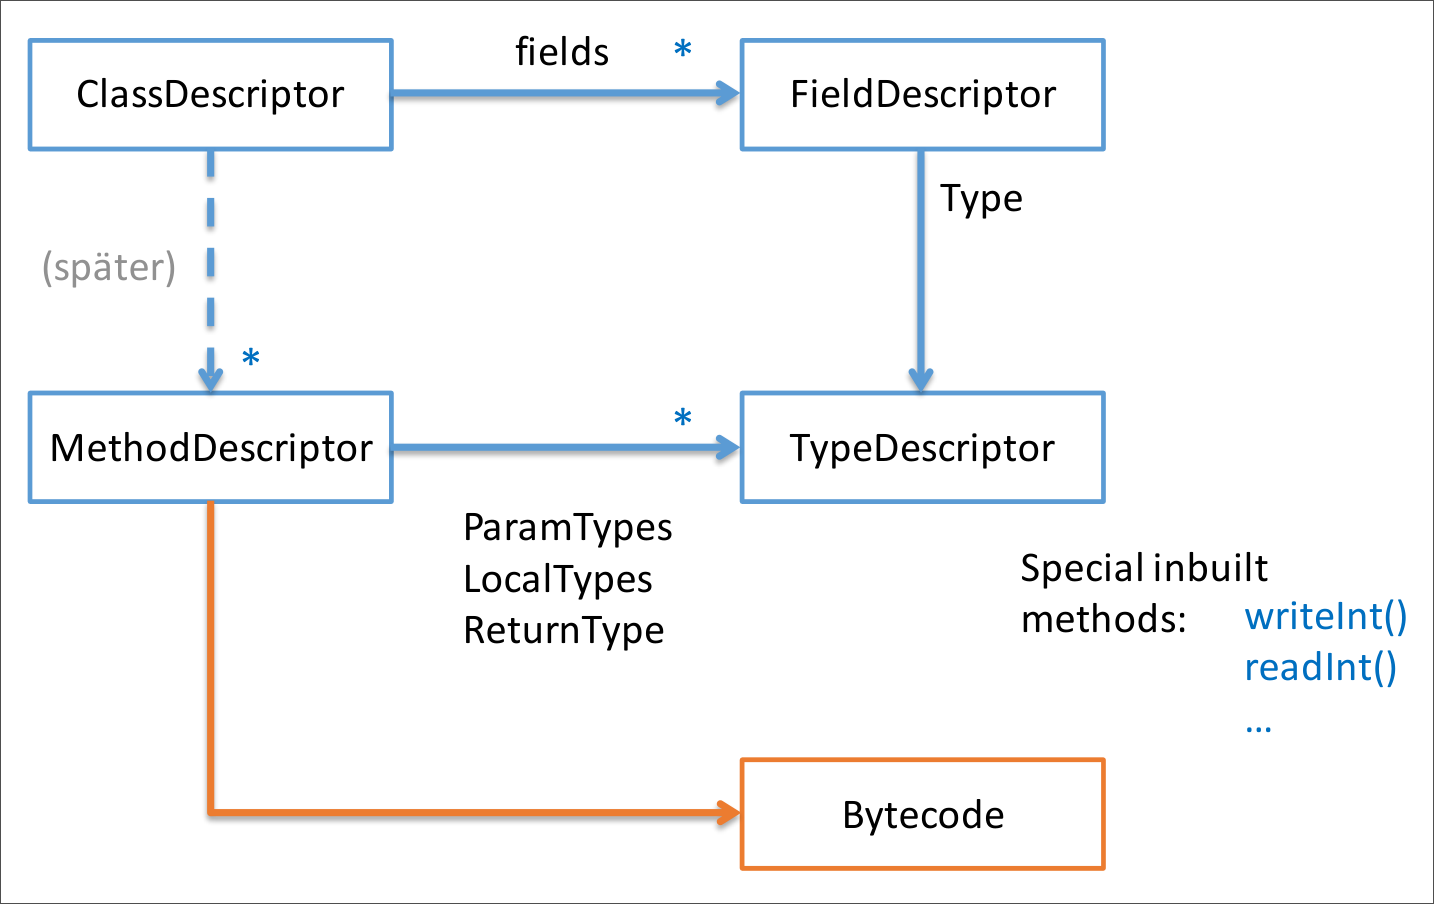 ClassDescriptor
fields *
FieldDescriptor
Type
(später)
*
MethodDescriptor
*
TypeDescriptor
ParamTypes
LocalTypes
ReturnType
Special inbuilt
methods: writeInt()
readInt()
...
Bytecode